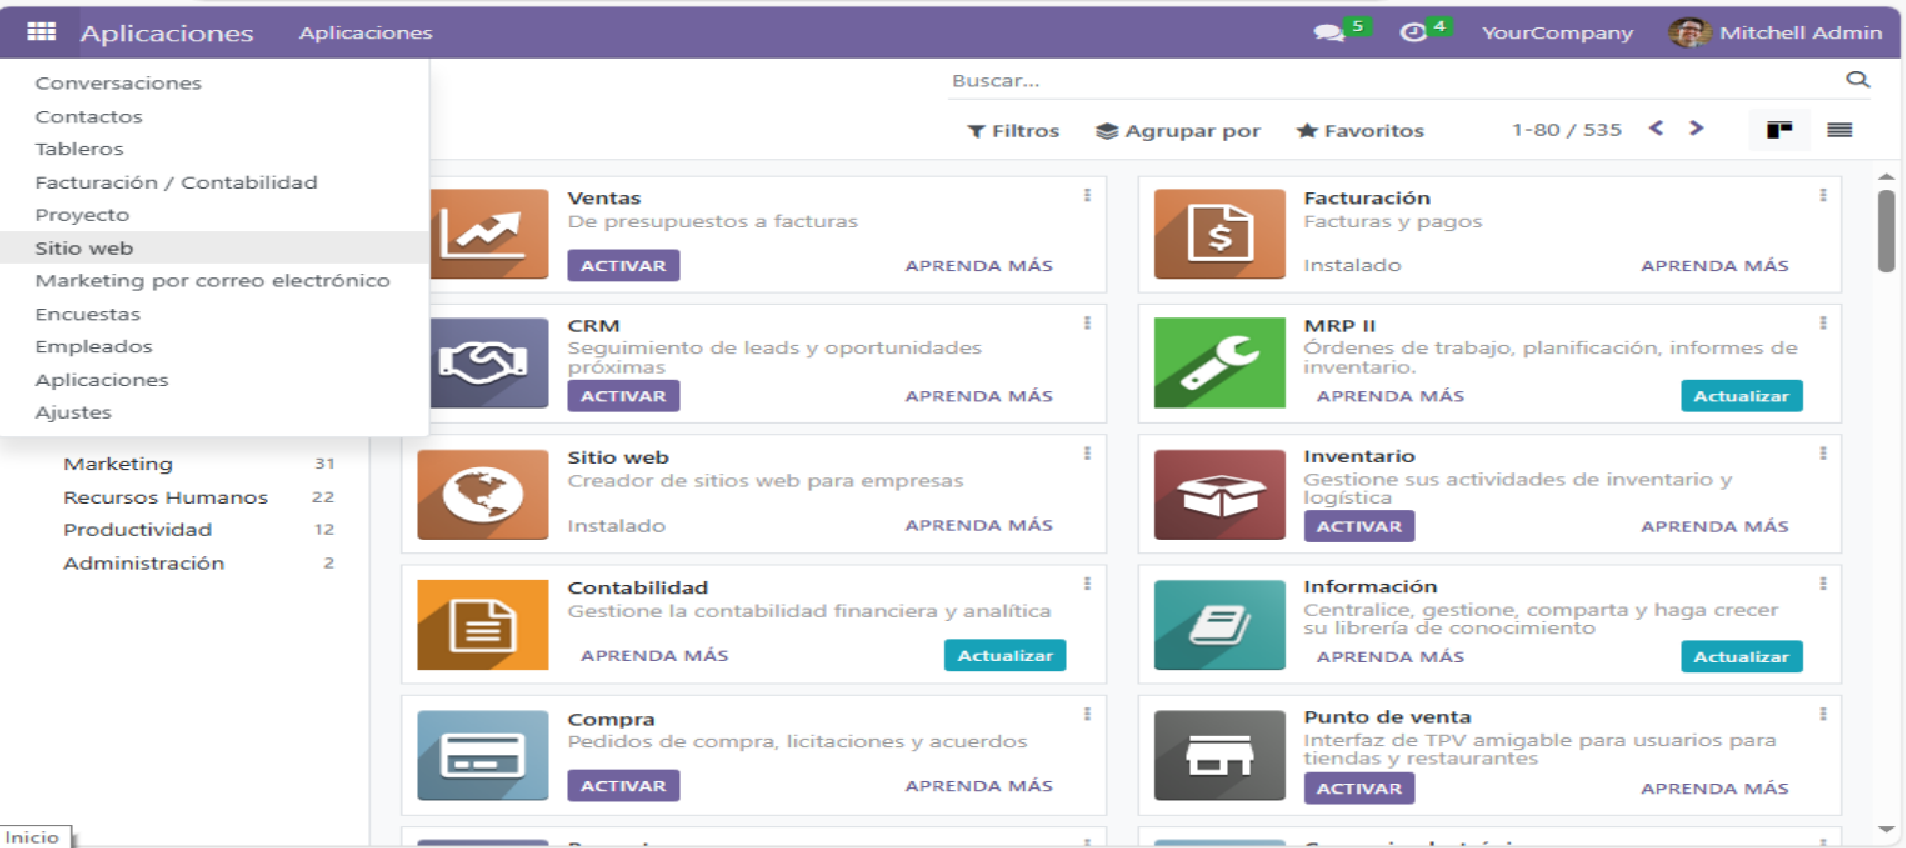 Aplicaciones Aplicaciones 5 4 YourCompany Mitchell Admin
Conversaciones
Contactos
Tableros
Facturación / Contabilidad
Proyecto
Sitio web
Marketing por correo electrónico
Encuestas
Empleados
Aplicaciones
Ajustes
Marketing 31
Recursos Humanos 22
Productividad 12
Administración 2
Inicio
Buscar...
Filtros Agrupar por Favoritos 1-80 / 535
Ventas
De presupuestos a facturas
ACTIVAR APRENDA MÁS
Facturación
Facturas y pagos
Instalado APRENDA MÁS
CRM
Seguimiento de leads y oportunidades
próximas
ACTIVAR APRENDA MÁS
MRP II
Órdenes de trabajo, planificación, informes de
inventario.
APRENDA MÁS Actualizar
Sitio web
Creador de sitios web para empresas
Instalado APRENDA MÁS
Inventario
Gestione sus actividades de inventario y
logística
ACTIVAR APRENDA MÁS
Contabilidad
Gestione la contabilidad financiera y analítica
APRENDA MÁS Actualizar
Información
Centralice, gestione, comparta y haga crecer
su librería de conocimiento
APRENDA MÁS Actualizar
Compra
Pedidos de compra, licitaciones y acuerdos
ACTIVAR APRENDA MÁS
Punto de venta
Interfaz de TPV amigable para usuarios para
tiendas y restaurantes
ACTIVAR APRENDA MÁS